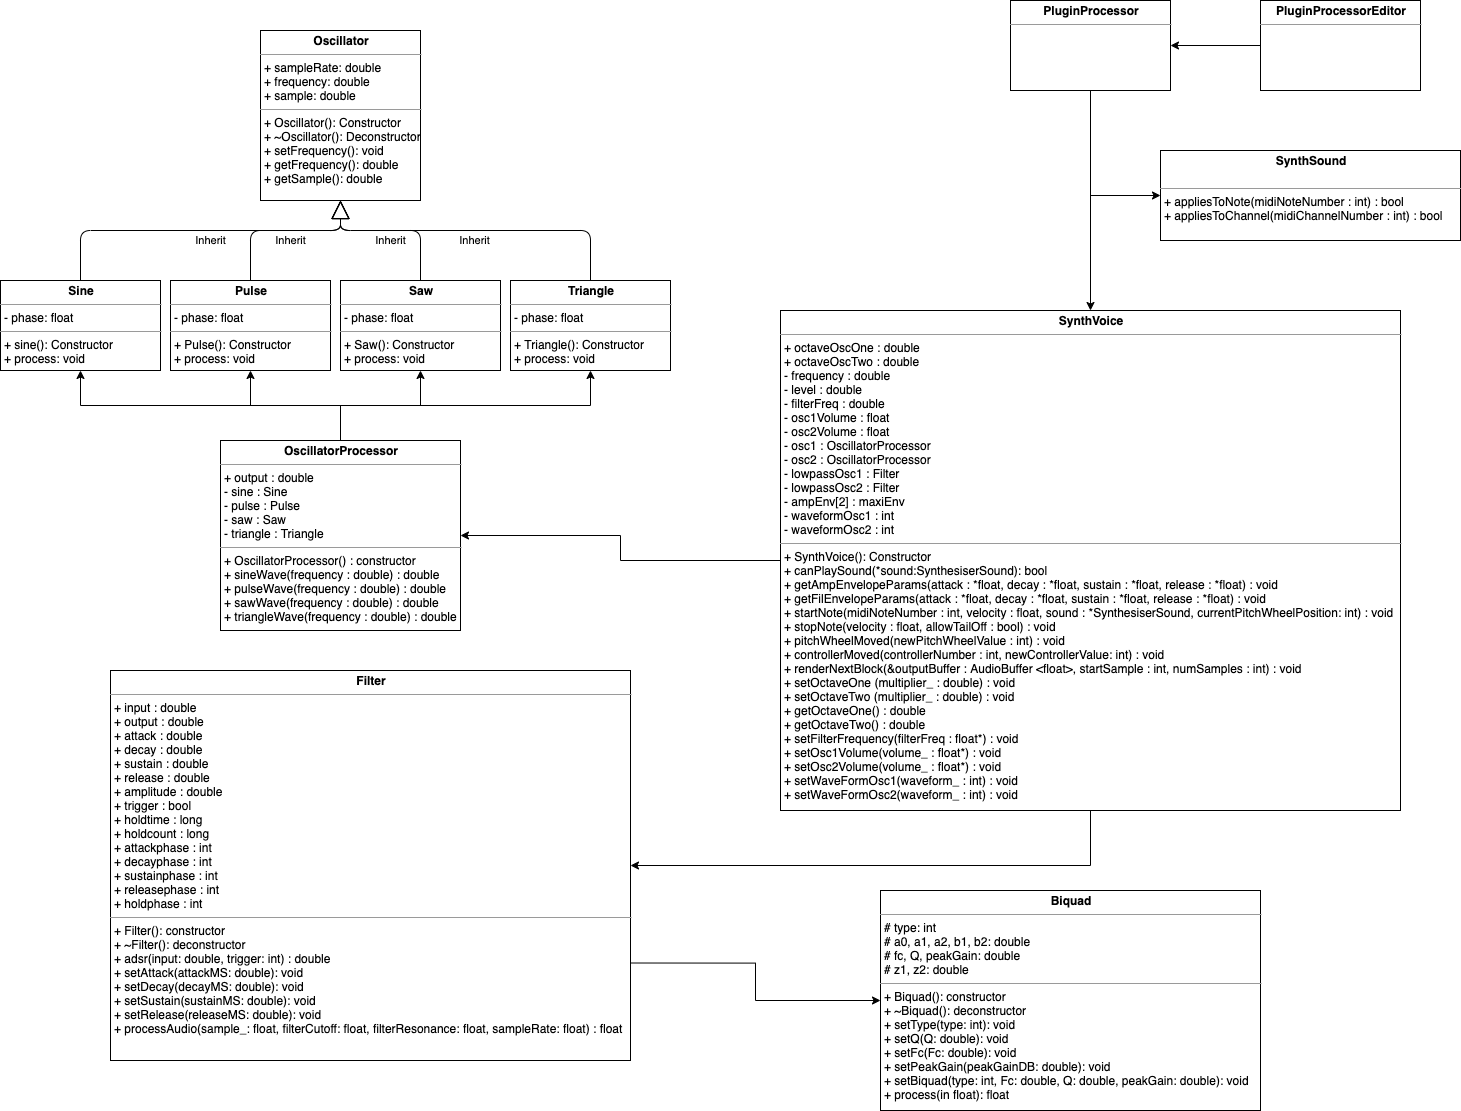 PluginProcessor
PluginProcessorEditor
Oscillator
+ sampleRate: double
+ frequency: double
+ sample: double
+ Oscillator(): Constructor
+ ~Oscillator(): Deconstructor
+ setFrequency(): void
+ getFrequency(): double
+ getSample(): double
SynthSound
+ appliesToNote(midiNoteNumber : int) : bool
+ appliesToChannel(midiChannelNumber : int) : bool
Inherit
Inherit
Inherit
Inherit
Sine
- phase: float
+ sine(): Constructor
+ process: void
Pulse
- phase: float
+ Pulse(): Constructor
+ process: void
Saw
- phase: float
+ Saw(): Constructor
+ process: void
Triangle
- phase: float
+ Triangle(): Constructor
+ process: void
SynthVoice
+ octaveOscOne : double
+ octaveOscTwo : double
- frequency : double
- level : double
- filterFreq : double
- osc1Volume : float
- osc2Volume : float
- osc1 : OscillatorProcessor
- osc2 : OscillatorProcessor
- lowpassOsc1 : Filter
- lowpassOsc2 : Filter
- ampEnv[2] : maxiEnv
- waveformOsc1 : int
- waveformOsc2 : int
+ SynthVoice(): Constructor
+ canPlaySound(*sound:SynthesiserSound): bool
+ getAmpEnvelopeParams(attack : *float, decay : *float, sustain : *float, release : *float) : void
+ getFilEnvelopeParams(attack : *float, decay : *float, sustain : *float, release : *float) : void
+ startNote(midiNoteNumber : int, velocity : float, sound : *SynthesiserSound, currentPitchWheelPosition: int) : void
+ stopNote(velocity : float, allowTailOff : bool) : void
+ pitchWheelMoved(newPitchWheelValue : int) : void
+ controllerMoved(controllerNumber : int, newControllerValue: int) : void
+ renderNextBlock(&outputBuffer : AudioBuffer <float>, startSample : int, numSamples : int) : void
+ setOctaveOne (multiplier_ : double) : void
+ setOctaveTwo (multiplier_ : double) : void
+ getOctaveOne() : double
+ getOctaveTwo() : double
+ setFilterFrequency(filterFreq : float*) : void
+ setOsc1Volume(volume_ : float*) : void
+ setOsc2Volume(volume_ : float*) : void
+ setWaveFormOsc1(waveform_ : int) : void
+ setWaveFormOsc2(waveform_ : int) : void
OscillatorProcessor
+ output : double
- sine : Sine
- pulse : Pulse
- saw : Saw
- triangle : Triangle
+ OscillatorProcessor() : constructor
+ sineWave(frequency : double) : double
+ pulseWave(frequency : double) : double
+ sawWave(frequency : double) : double
+ triangleWave(frequency : double) : double
Filter
+ input : double
+ output : double
+ attack : double
+ decay : double
+ sustain : double
+ release : double
+ amplitude : double
+ trigger : bool
+ holdtime : long
+ holdcount : long
+ attackphase : int
+ decayphase : int
+ sustainphase : int
+ releasephase : int
+ holdphase : int
+ Filter(): constructor
+ ~Filter(): deconstructor
+ adsr(input: double, trigger: int) : double
+ setAttack(attackMS: double): void
+ setDecay(decayMS: double): void
+ setSustain(sustainMS: double): void
+ setRelease(releaseMS: double): void
+ processAudio(sample_: float, filterCutoff: float, filterResonance: float, sampleRate: float) : float
Biquad
# type: int
# a0, a1, a2, b1, b2: double
# fc, Q, peakGain: double
# z1, z2: double
+ Biquad(): constructor
+ ~Biquad(): deconstructor
+ setType(type: int): void
+ setQ(Q: double): void
+ setFc(Fc: double): void
+ setPeakGain(peakGainDB: double): void
+ setBiquad(type: int, Fc: double, Q: double, peakGain: double): void
+ process(in float): float